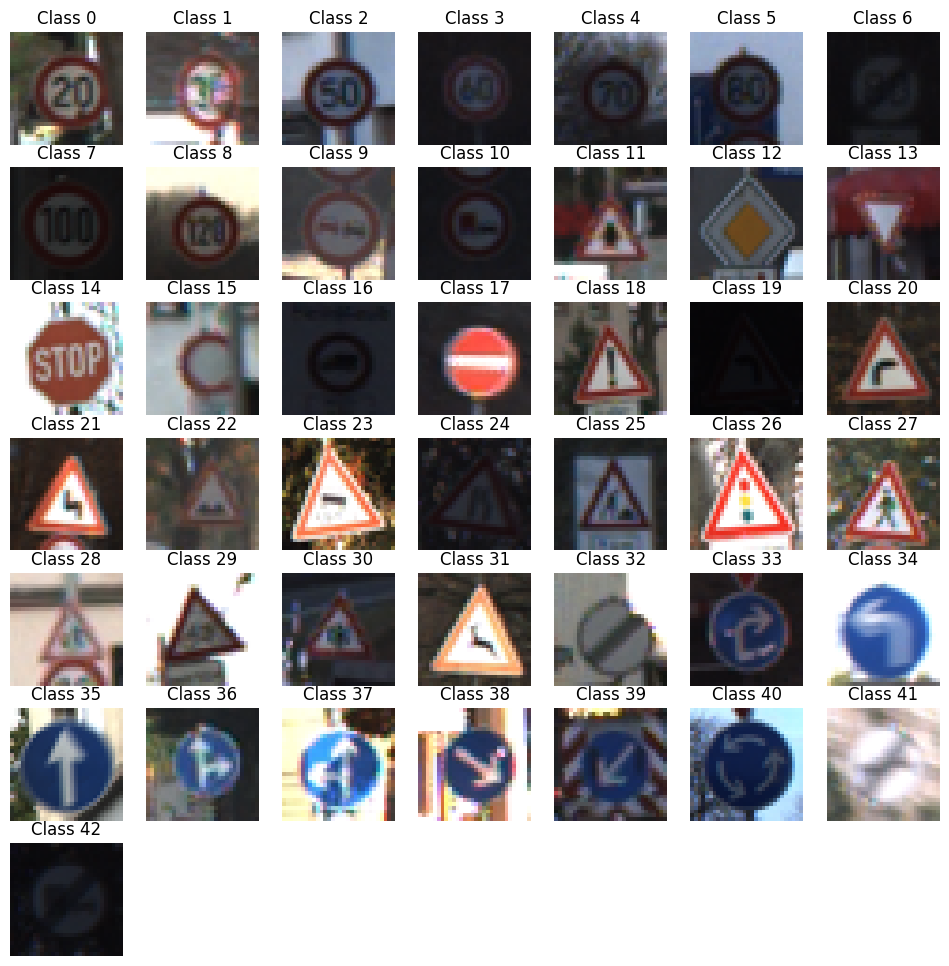 Class 0 Class 1 Class 2 Class 3 Class 4 Class 5 Class 6
20 50 60 70 80
Class 7 Class 8 Class 9 Class 10 Class 11 Class 12 Class 13
100 120
Class 14 Class 15 Class 16 Class 17 Class 18 Class 19 Class 20
STOP
Class 21 Class 22 Class 23 Class 24 Class 25 Class 26 Class 27
Class 28 Class 29 Class 30 Class 31 Class 32 Class 33 Class 34
Class 35 Class 36 Class 37 Class 38 Class 39 Class 40 Class 41
Class 42